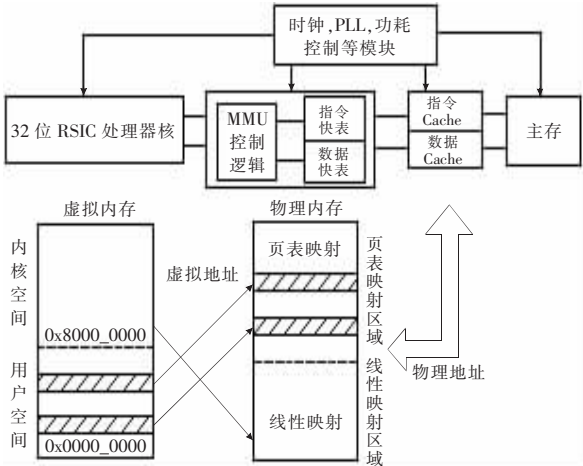 时钟,PLL,功耗
控制等模块
32 位 RSIC 处理器核
MMU
控制
逻辑
指令
快表
数据
快表
指令
Cache
数据
Cache
主存
虚拟内存
物理内存
内核空间
用户空间
0x8000_0000
0x0000_0000
虚拟地址
页表映射
线性映射
页表映射区域
线性映射区域
物理地址